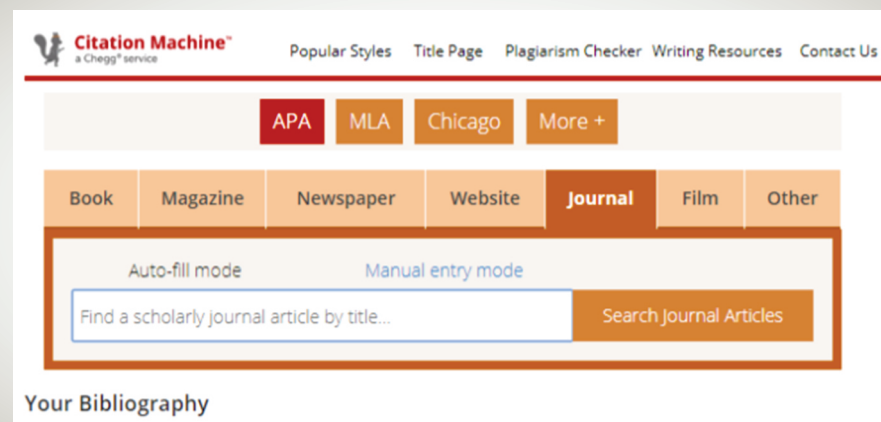 Citation Machine™
a Chegg® service
Popular Styles Title Page Plagiarism Checker Writing Resources Contact Us
APA MLA Chicago More +
Book Magazine Newspaper Website Journal Film Other
Auto-fill mode Manual entry mode
Find a scholarly journal article by title... Search Journal Articles
Your Bibliography